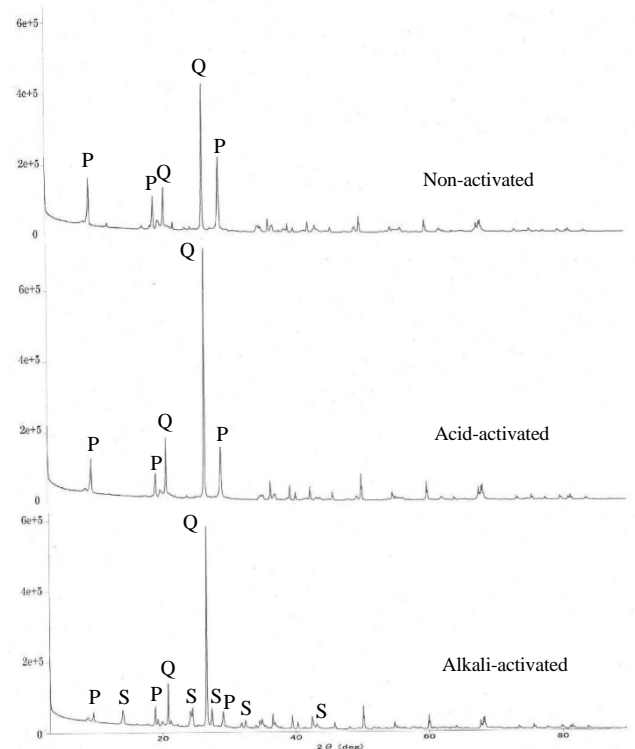 6e+5
Q
4e+5
P
Q
P
P
2e+5
Non-activated
0
Q
6e+5
4e+5
Q
P
2e+5
P
P
Acid-activated
0
6e+5
Q
4e+5
2e+5
Q
Alkali-activated
P S P S S P S S
0
20 40 60 80
2θ (deg)